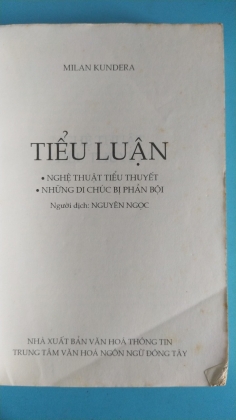 MILAN KUNDERA
TIỂU LUẬN
• NGHỆ THUẬT TIỂU THUYẾT
• NHỮNG DI CHÚC BỊ PHẢN BỘI
Người dịch: NGUYÊN NGỌC
NHÀ XUẤT BẢN VĂN HOÁ THÔNG TIN
TRUNG TÂM VĂN HOÁ NGÔN NGỮ ĐÔNG TÂY